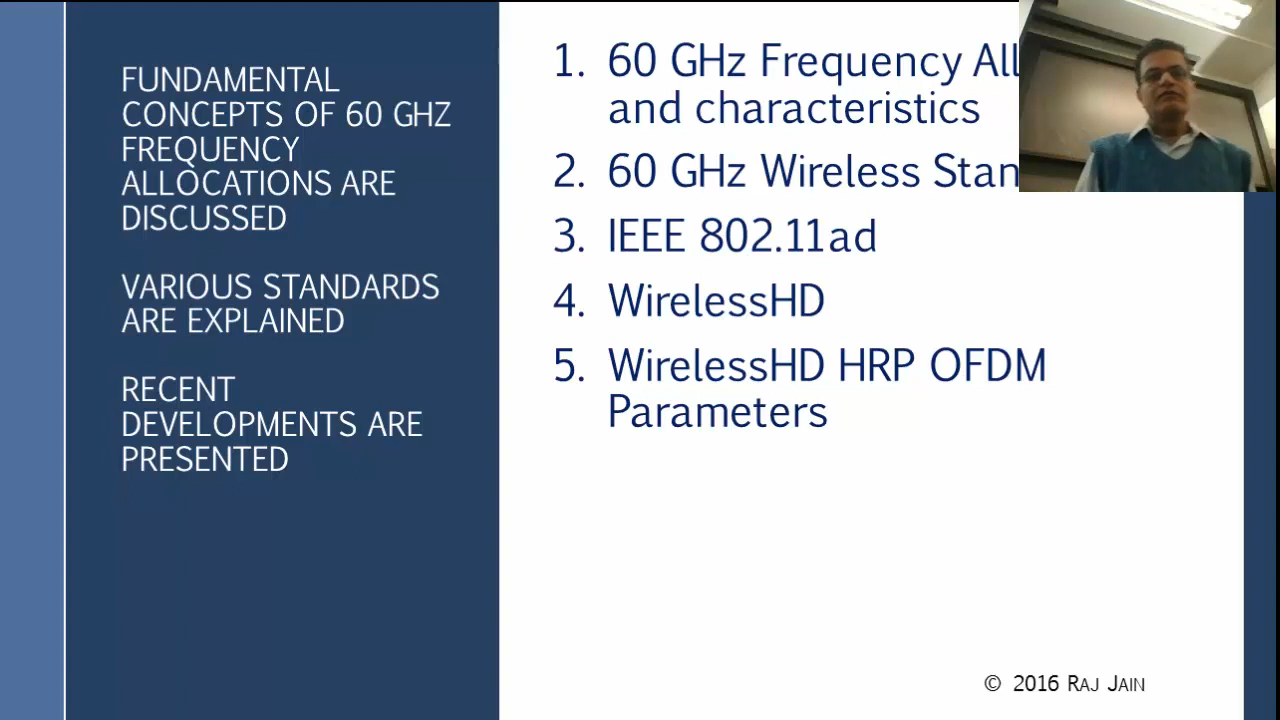 FUNDAMENTAL
CONCEPTS OF 60 GHZ
FREQUENCY
ALLOCATIONS ARE
DISCUSSED
VARIOUS STANDARDS
ARE EXPLAINED
RECENT
DEVELOPMENTS ARE
PRESENTED
1. 60 GHz Frequency All
and characteristics
2. 60 GHz Wireless Stan
3. IEEE 802.11ad
4. WirelessHD
5. WirelessHD HRP OFDM
Parameters
© 2016 RAJ JAIN